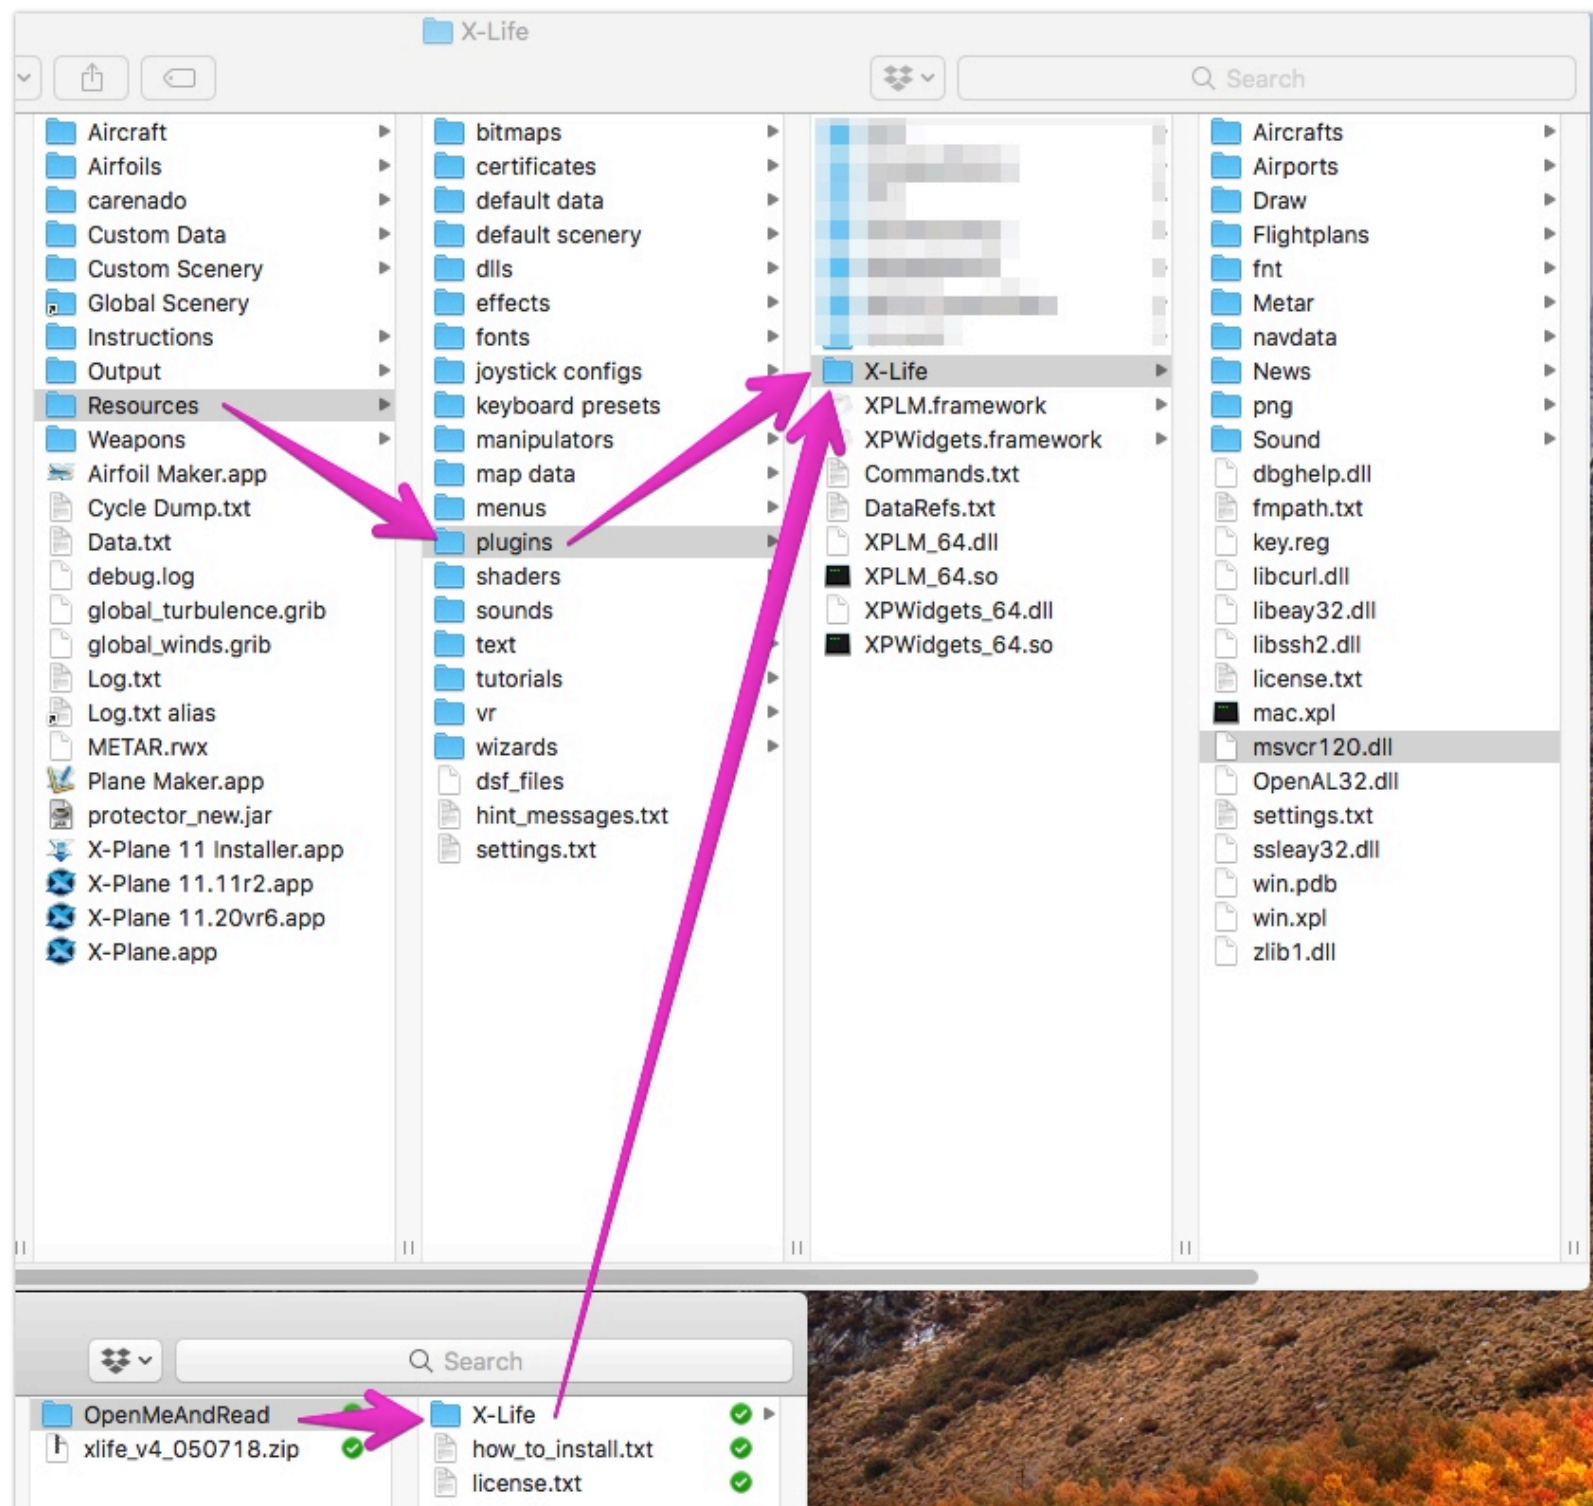 X-Life
Search
Aircraft
Airfoils
carenado
Custom Data
Custom Scenery
Global Scenery
Instructions
Output
Resources
Weapons
Airfoil Maker.app
Cycle Dump.txt
Data.txt
debug.log
global_turbulence.grib
global_winds.grib
Log.txt
Log.txt alias
METAR.rwx
Plane Maker.app
protector_new.jar
X-Plane 11 Installer.app
X-Plane 11.11r2.app
X-Plane 11.20vr6.app
X-Plane.app
bitmaps
certificates
default data
default scenery
dlls
effects
fonts
joystick configs
keyboard presets
manipulators
map data
menus
plugins
shaders
sounds
text
tutorials
vr
wizards
dsf_files
hint_messages.txt
settings.txt
X-Life
XPLM.framework
XPWidgets.framework
Commands.txt
DataRefs.txt
XPLM_64.dll
XPLM_64.so
XPWidgets_64.dll
XPWidgets_64.so
Aircrafts
Airports
Draw
Flightplans
fnt
Metar
navdata
News
png
Sound
dbghelp.dll
fmpath.txt
key.reg
libcurl.dll
libeay32.dll
libssh2.dll
license.txt
mac.xpl
msvcr120.dll
OpenAL32.dll
settings.txt
ssleay32.dll
win.pdb
win.xpl
zlib1.dll
Search
OpenMeAndRead
xlife_v4_050718.zip
X-Life
how_to_install.txt
license.txt